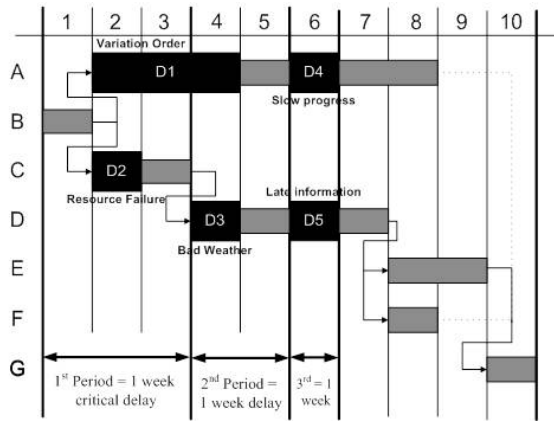 1 2 3 4 5 6 7 8 9 10
Variation Order
A D1 D4
Slow progress
B
C D2
Resource Failure
Late information
D D3 D5
Bad Weather
E
F
G
1st Period = 1 week
critical delay
2nd Period =
1 week delay
3rd = 1
week